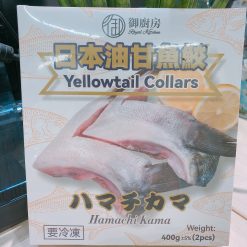 御廚房
Royal Kitchen
日本油甘魚鮫
Yellowtail Collars
ハマチカマ
Hamachi Kama
要冷凍
Weight:
400g ±5% (2pcs)